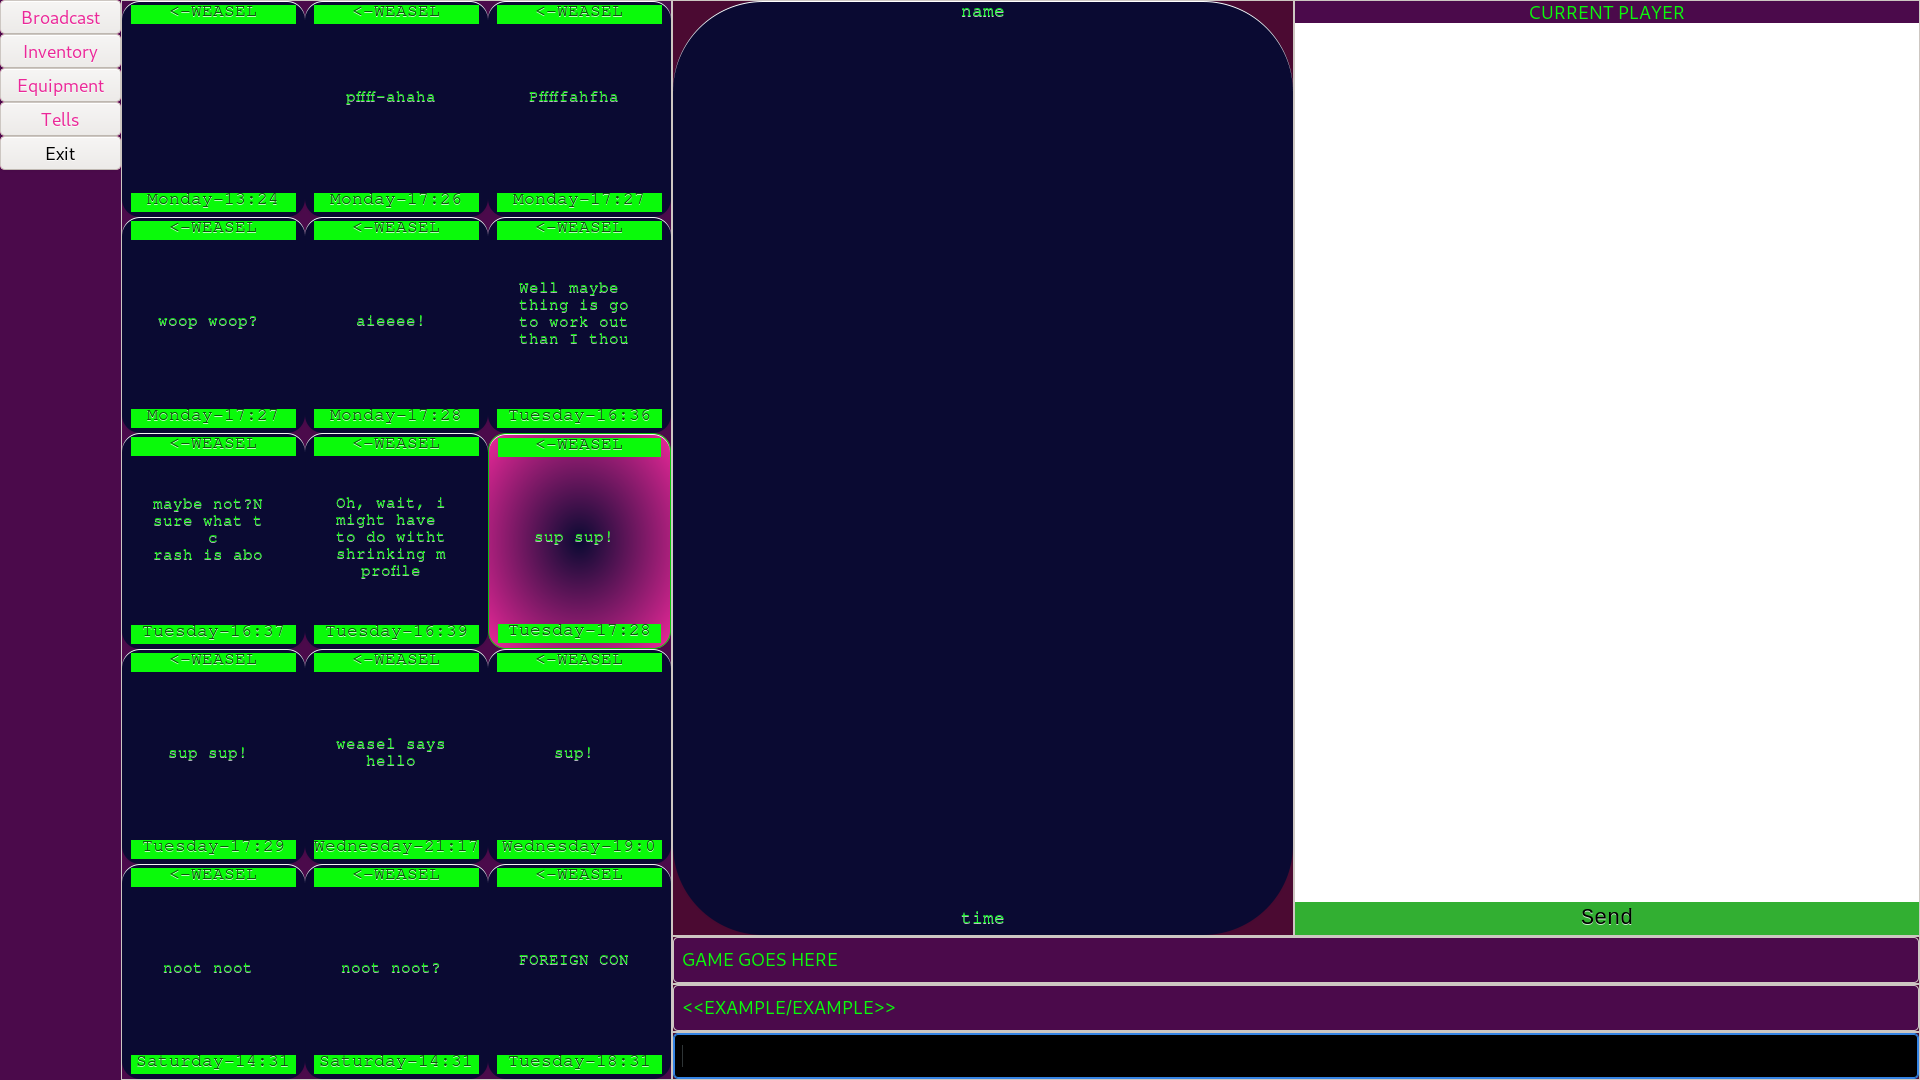 Broadcast
Inventory
Equipment
Tells
Exit
<-WEASEL
Monday-13:24
<-WEASEL
pffff-ahaha
Monday-17:26
<-WEASEL
Pfffffahfha
Monday-17:27
<-WEASEL
woop woop?
Monday-17:27
<-WEASEL
aieeee!
Monday-17:28
<-WEASEL
Well maybe
thing is go
to work out
than I thou
Tuesday-16:36
<-WEASEL
maybe not?N
sure what t
c
rash is abo
Tuesday-16:37
<-WEASEL
Oh, wait, i
might have
to do witht
shrinking m
profile
Tuesday-16:39
<-WEASEL
sup sup!
Tuesday-17:28
<-WEASEL
sup sup!
Tuesday-17:29
<-WEASEL
weasel says
hello
Wednesday-21:17
<-WEASEL
sup!
Wednesday-19:0
<-WEASEL
noot noot
Saturday-14:31
<-WEASEL
noot noot?
Saturday-14:31
<-WEASEL
FOREIGN CON
Tuesday-18:31
name
time
CURRENT PLAYER
Send
GAME GOES HERE
<<EXAMPLE/EXAMPLE>>